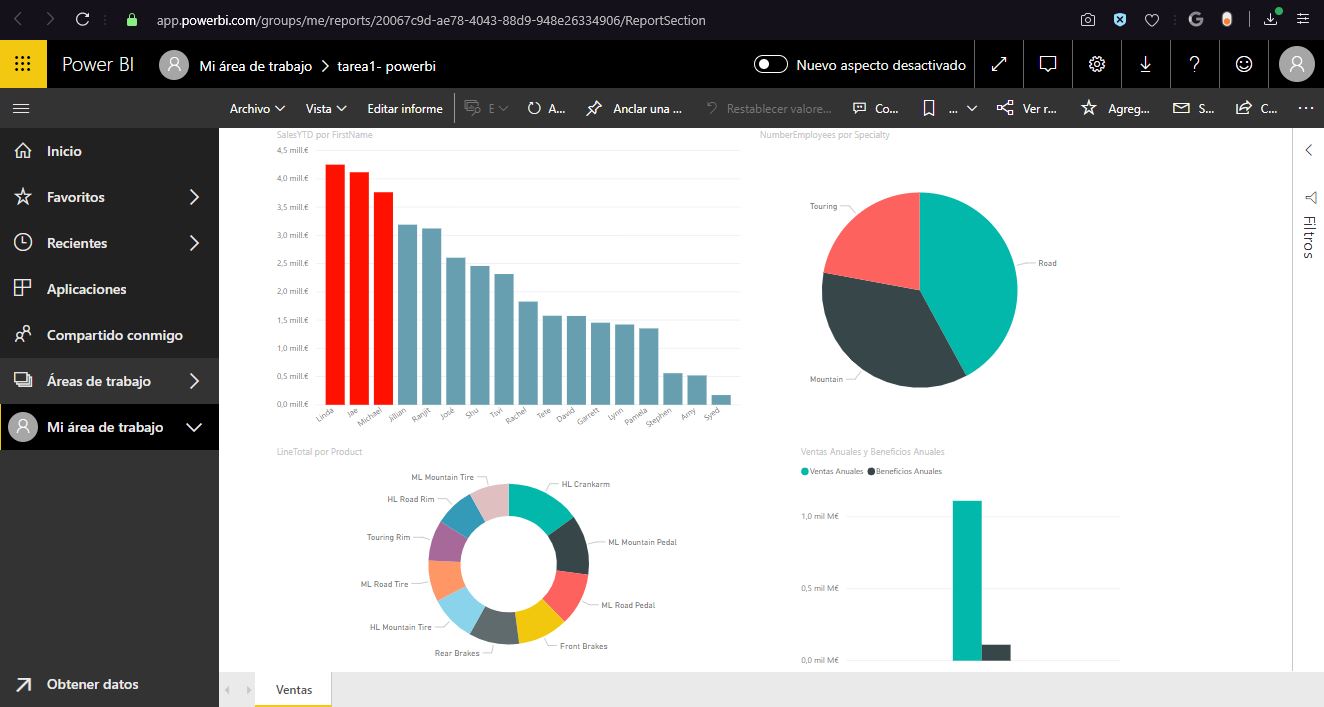 app.powerbi.com/groups/me/reports/20067c9d-ae78-4043-88d9-948e26334906/ReportSection
Power BI
Mi área de trabajo > tarea1- powerbi
Nuevo aspecto desactivado
Archivo
Vista
Editar informe
E
A...
Anclar una ...
Restablecer valore...
Co...
...
Ver r...
Agreg...
S...
C...
...
Inicio
Favoritos
Recientes
Aplicaciones
Compartido conmigo
Áreas de trabajo
Mi área de trabajo
Obtener datos
SalesYTD por FirstName
4,5 mill.€
4,0 mill.€
3,5 mill.€
3,0 mill.€
2,5 mill.€
2,0 mill.€
1,5 mill.€
1,0 mill.€
0,5 mill.€
0,0 mill.€
Linda
Jae
Michael
Jillian
Ranjit
José
Shu
Tsvi
Rachel
Tete
David
Garrett
Lynn
Pamela
Stephen
Amy
Syed
NumberEmployees por Specialty
Touring
Road
Mountain
LineTotal por Product
ML Mountain Tire
HL Crankarm
HL Road Rim
Touring Rim
ML Mountain Pedal
ML Road Tire
ML Road Pedal
HL Mountain Tire
Front Brakes
Rear Brakes
Ventas Anuales y Beneficios Anuales
Ventas Anuales
Beneficios Anuales
1,0 mil M€
0,5 mil M€
0,0 mil M€
Filtros
Ventas